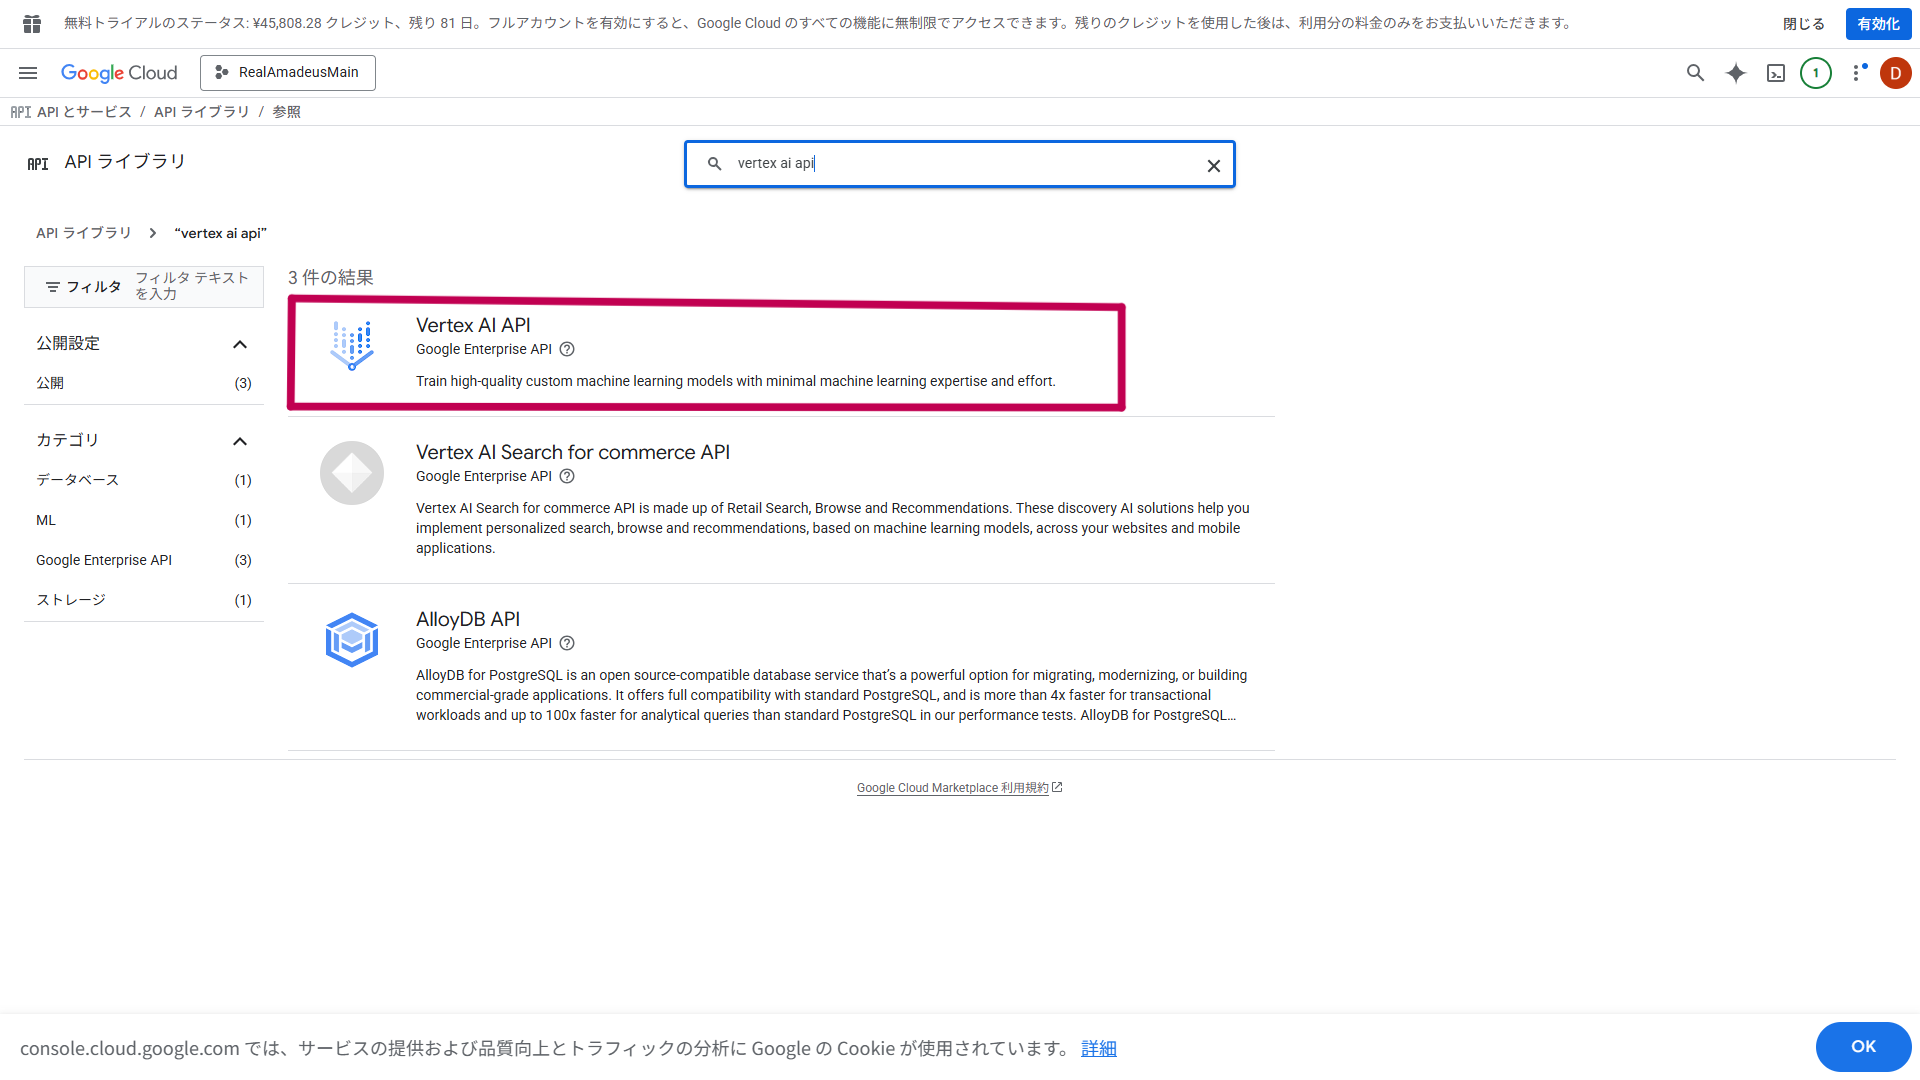 無料トライアルのステータス: ¥45,808.28 クレジット、残り 81 日。フルアカウントを有効にすると、Google Cloud のすべての機能に無制限でアクセスできます。残りのクレジットを使用した後は、利用分の料金のみをお支払いいただきます。
閉じる
有効化
Google Cloud
RealAmadeusMain
1
D
API API とサービス / API ライブラリ / 参照
API API ライブラリ
vertex ai api
API ライブラリ > “vertex ai api”
フィルタ
フィルタ テキスト
を入力
公開設定
公開 (3)
カテゴリ
データベース (1)
ML (1)
Google Enterprise API (3)
ストレージ (1)
3 件の結果
Vertex AI API
Google Enterprise API
Train high-quality custom machine learning models with minimal machine learning expertise and effort.
Vertex AI Search for commerce API
Google Enterprise API
Vertex AI Search for commerce API is made up of Retail Search, Browse and Recommendations. These discovery AI solutions help you
implement personalized search, browse and recommendations, based on machine learning models, across your websites and mobile
applications.
AlloyDB API
Google Enterprise API
AlloyDB for PostgreSQL is an open source-compatible database service that’s a powerful option for migrating, modernizing, or building
commercial-grade applications. It offers full compatibility with standard PostgreSQL, and is more than 4x faster for transactional
workloads and up to 100x faster for analytical queries than standard PostgreSQL in our performance tests. AlloyDB for PostgreSQL...
Google Cloud Marketplace 利用規約
console.cloud.google.com では、サービスの提供および品質向上とトラフィックの分析に Google の Cookie が使用されています。 詳細
OK